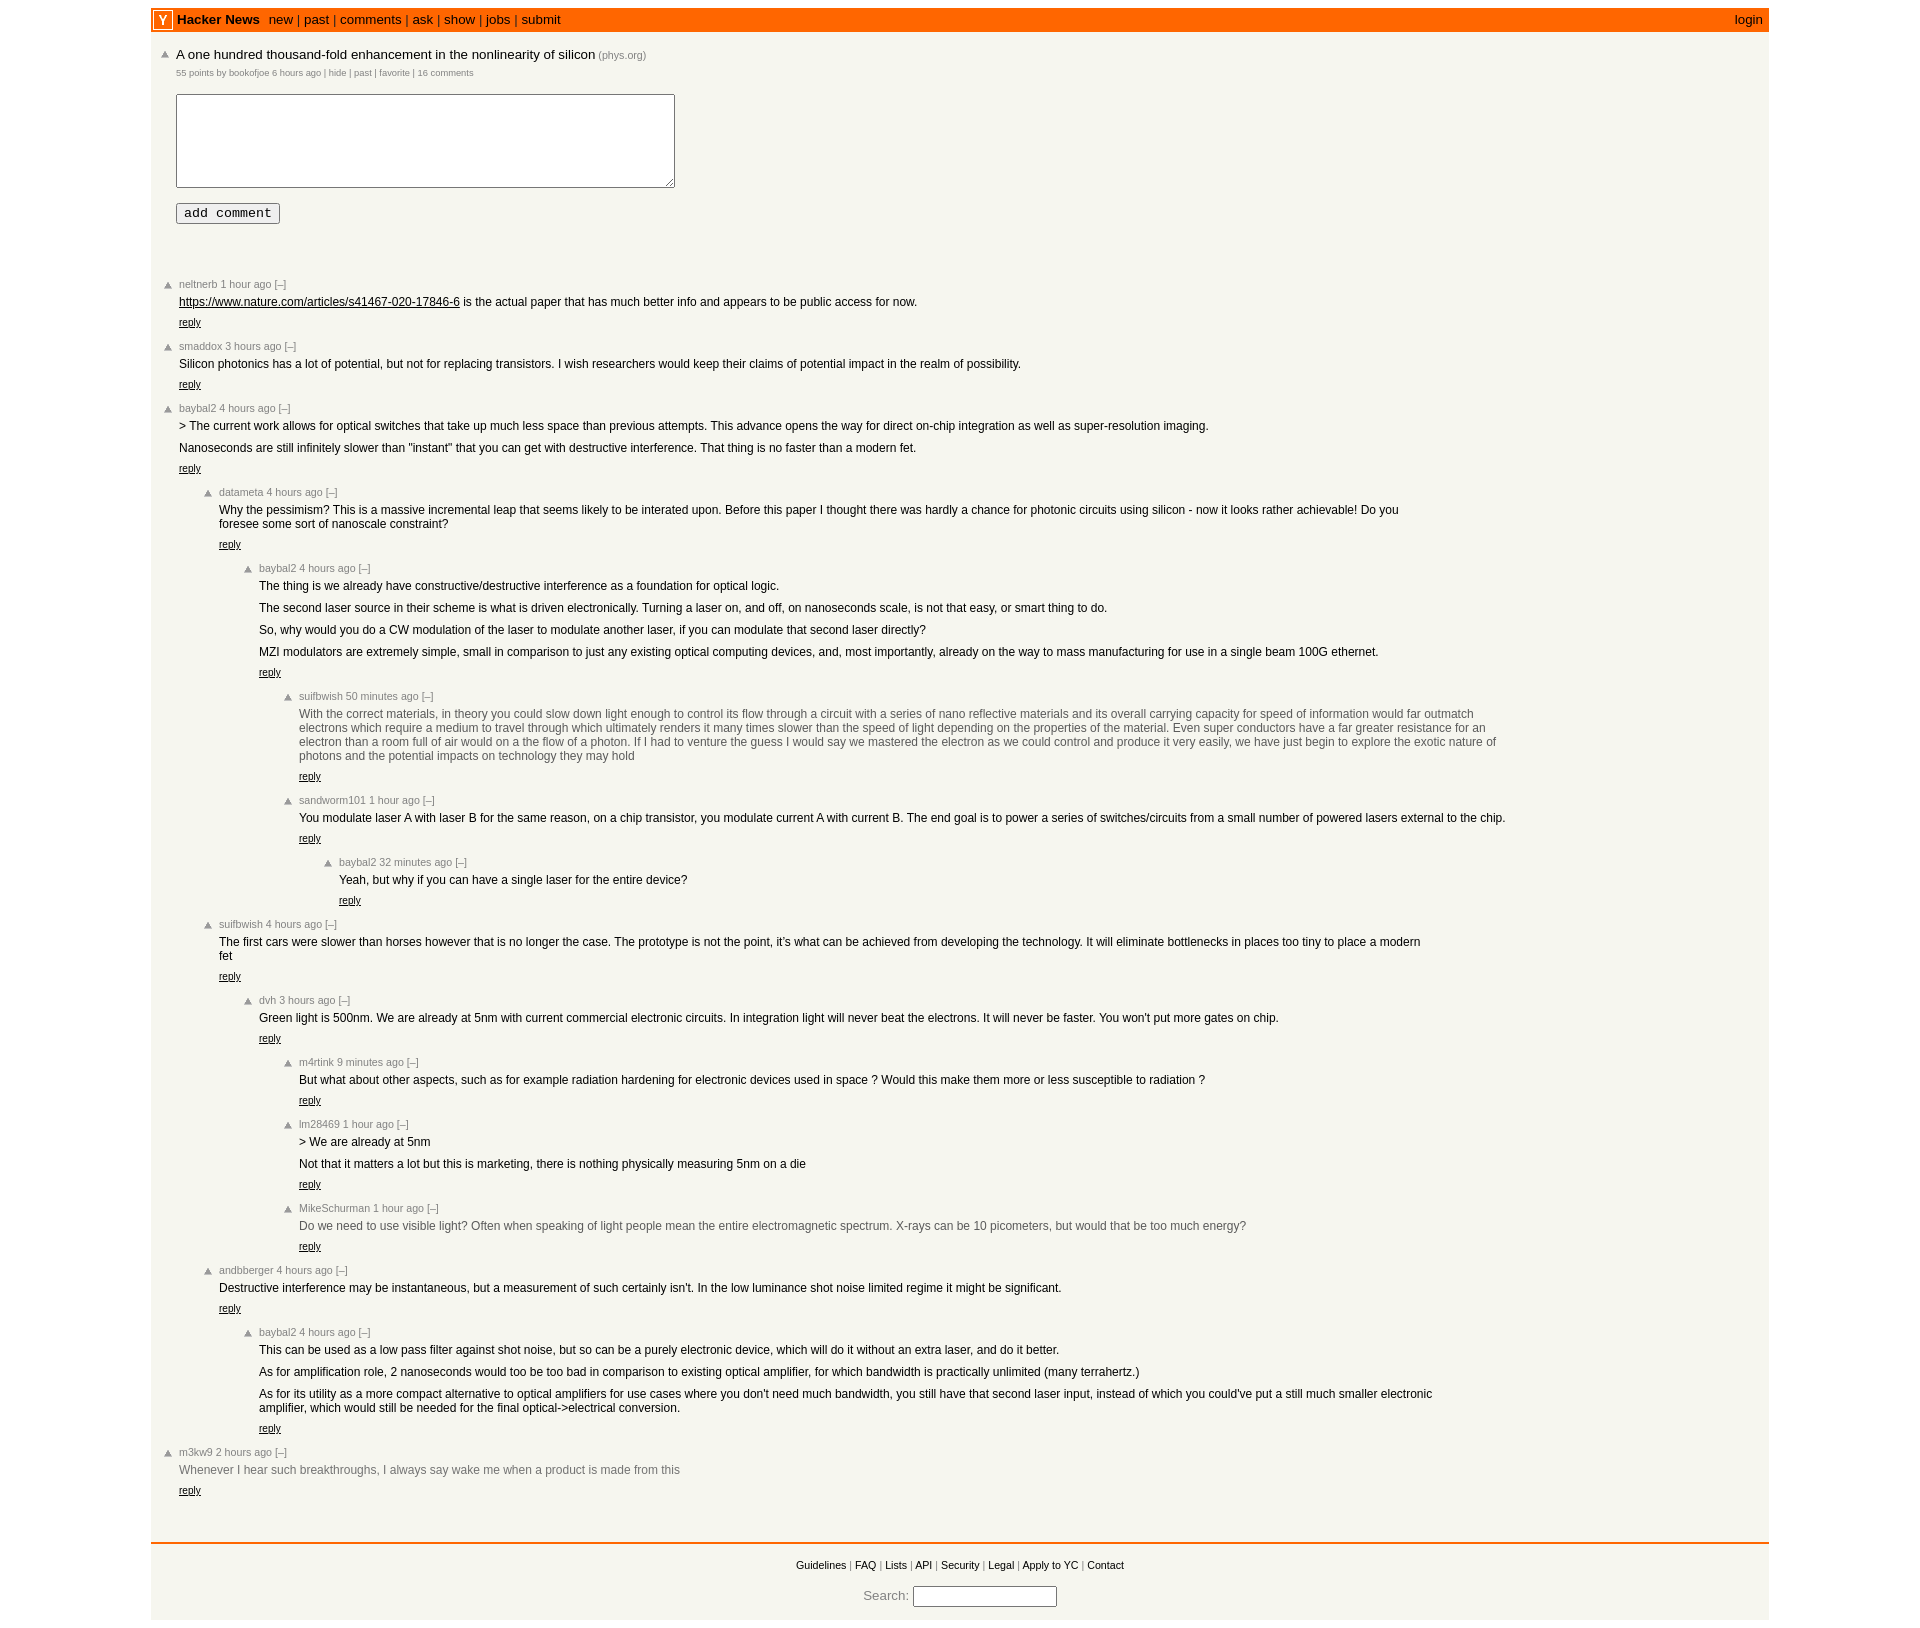 Y Hacker News new | past | comments | ask | show | jobs | submit login
A one hundred thousand-fold enhancement in the nonlinearity of silicon (phys.org)
55 points by bookofjoe 6 hours ago | hide | past | favorite | 16 comments
add comment
neltnerb 1 hour ago [–]
https://www.nature.com/articles/s41467-020-17846-6 is the actual paper that has much better info and appears to be public access for now.
reply
smaddox 3 hours ago [–]
Silicon photonics has a lot of potential, but not for replacing transistors. I wish researchers would keep their claims of potential impact in the realm of possibility.
reply
baybal2 4 hours ago [–]
> The current work allows for optical switches that take up much less space than previous attempts. This advance opens the way for direct on-chip integration as well as super-resolution imaging.
Nanoseconds are still infinitely slower than "instant" that you can get with destructive interference. That thing is no faster than a modern fet.
reply
datameta 4 hours ago [–]
Why the pessimism? This is a massive incremental leap that seems likely to be interated upon. Before this paper I thought there was hardly a chance for photonic circuits using silicon - now it looks rather achievable! Do you
foresee some sort of nanoscale constraint?
reply
baybal2 4 hours ago [–]
The thing is we already have constructive/destructive interference as a foundation for optical logic.
The second laser source in their scheme is what is driven electronically. Turning a laser on, and off, on nanoseconds scale, is not that easy, or smart thing to do.
So, why would you do a CW modulation of the laser to modulate another laser, if you can modulate that second laser directly?
MZI modulators are extremely simple, small in comparison to just any existing optical computing devices, and, most importantly, already on the way to mass manufacturing for use in a single beam 100G ethernet.
reply
suifbwish 50 minutes ago [–]
With the correct materials, in theory you could slow down light enough to control its flow through a circuit with a series of nano reflective materials and its overall carrying capacity for speed of information would far outmatch
electrons which require a medium to travel through which ultimately renders it many times slower than the speed of light depending on the properties of the material. Even super conductors have a far greater resistance for an
electron than a room full of air would on a the flow of a photon. If I had to venture the guess I would say we mastered the electron as we could control and produce it very easily, we have just begin to explore the exotic nature of
photons and the potential impacts on technology they may hold
reply
sandworm101 1 hour ago [–]
You modulate laser A with laser B for the same reason, on a chip transistor, you modulate current A with current B. The end goal is to power a series of switches/circuits from a small number of powered lasers external to the chip.
reply
baybal2 32 minutes ago [–]
Yeah, but why if you can have a single laser for the entire device?
reply
suifbwish 4 hours ago [–]
The first cars were slower than horses however that is no longer the case. The prototype is not the point, it's what can be achieved from developing the technology. It will eliminate bottlenecks in places too tiny to place a modern
fet
reply
dvh 3 hours ago [–]
Green light is 500nm. We are already at 5nm with current commercial electronic circuits. In integration light will never beat the electrons. It will never be faster. You won't put more gates on chip.
reply
m4rtink 9 minutes ago [–]
But what about other aspects, such as for example radiation hardening for electronic devices used in space ? Would this make them more or less susceptible to radiation ?
reply
lm28469 1 hour ago [–]
> We are already at 5nm
Not that it matters a lot but this is marketing, there is nothing physically measuring 5nm on a die
reply
MikeSchurman 1 hour ago [–]
Do we need to use visible light? Often when speaking of light people mean the entire electromagnetic spectrum. X-rays can be 10 picometers, but would that be too much energy?
reply
andbberger 4 hours ago [–]
Destructive interference may be instantaneous, but a measurement of such certainly isn't. In the low luminance shot noise limited regime it might be significant.
reply
baybal2 4 hours ago [–]
This can be used as a low pass filter against shot noise, but so can be a purely electronic device, which will do it without an extra laser, and do it better.
As for amplification role, 2 nanoseconds would too be too bad in comparison to existing optical amplifier, for which bandwidth is practically unlimited (many terrahertz.)
As for its utility as a more compact alternative to optical amplifiers for use cases where you don't need much bandwidth, you still have that second laser input, instead of which you could've put a still much smaller electronic
amplifier, which would still be needed for the final optical->electrical conversion.
reply
m3kw9 2 hours ago [–]
Whenever I hear such breakthroughs, I always say wake me when a product is made from this
reply
Guidelines | FAQ | Lists | API | Security | Legal | Apply to YC | Contact
Search: